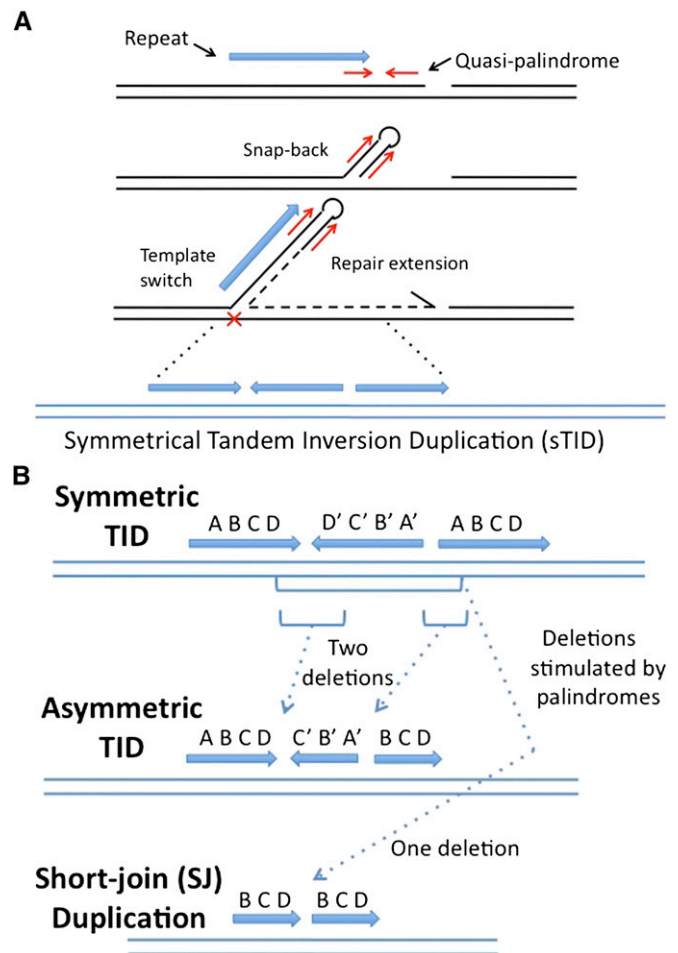 A
Repeat
Quasi-palindrome
Snap-back
Template
switch
Repair extension
Symmetrical Tandem Inversion Duplication (sTID)
B
Symmetric
TID
A B C D D' C' B' A' A B C D
Two
deletions
Deletions
stimulated by
palindromes
Asymmetric
TID
A B C D C' B' A' B C D
One deletion
Short-join (SJ)
Duplication
B C D B C D